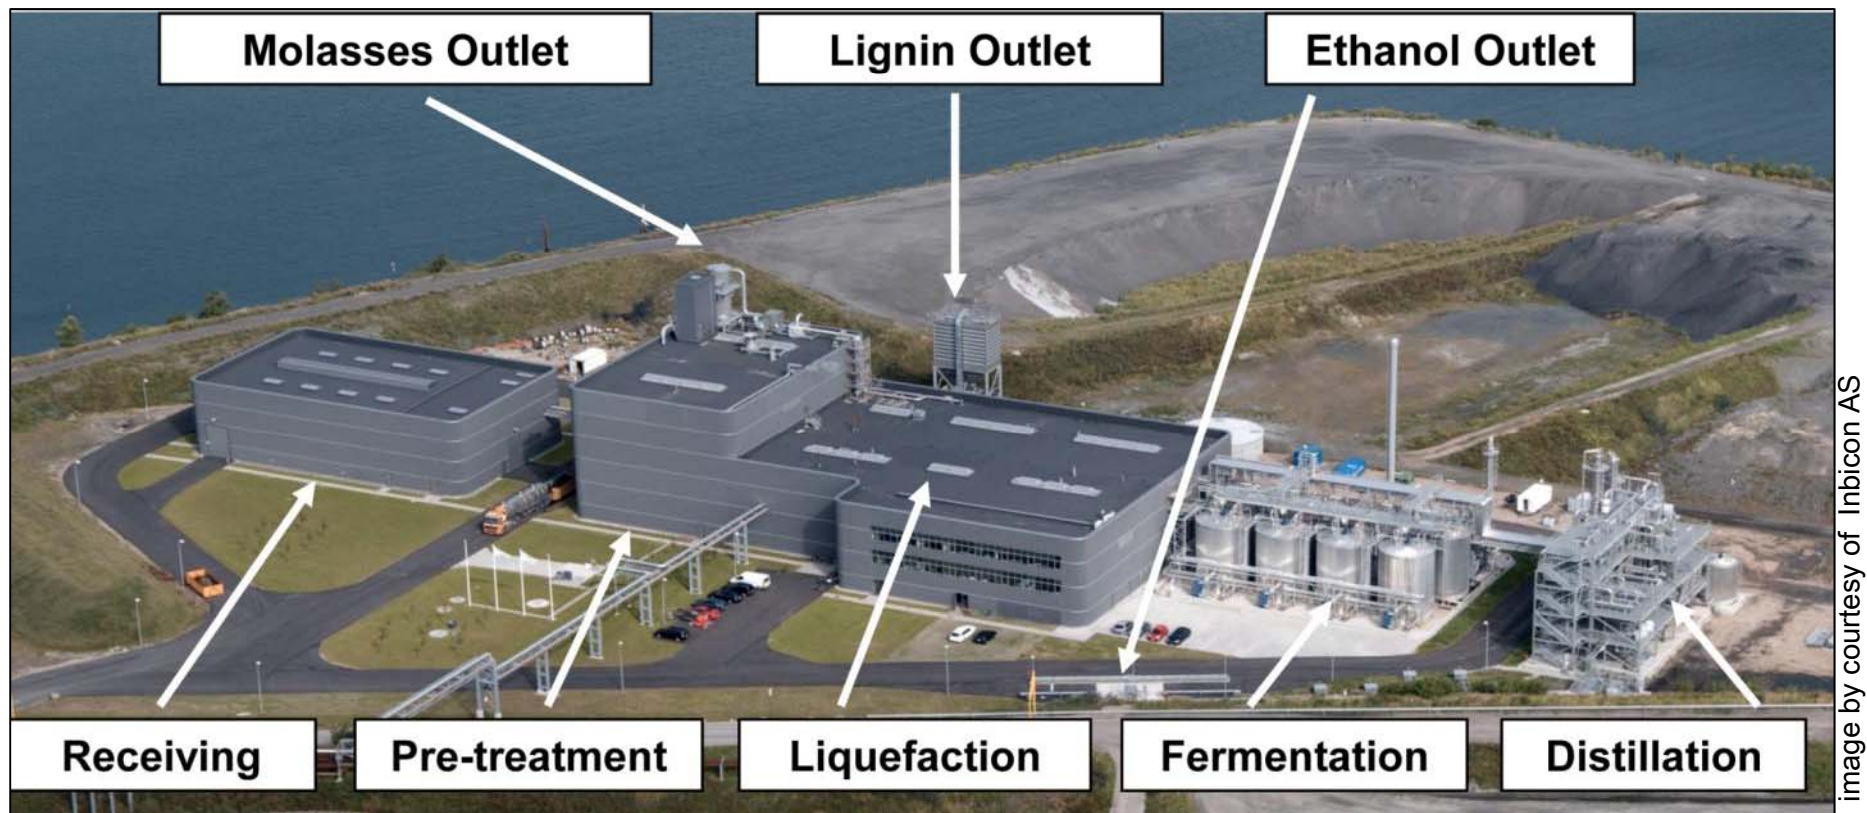 Molasses Outlet
Lignin Outlet
Ethanol Outlet
Receiving
Pre-treatment
Liquefaction
Fermentation
Distillation
image by courtesy of Inbicon AS